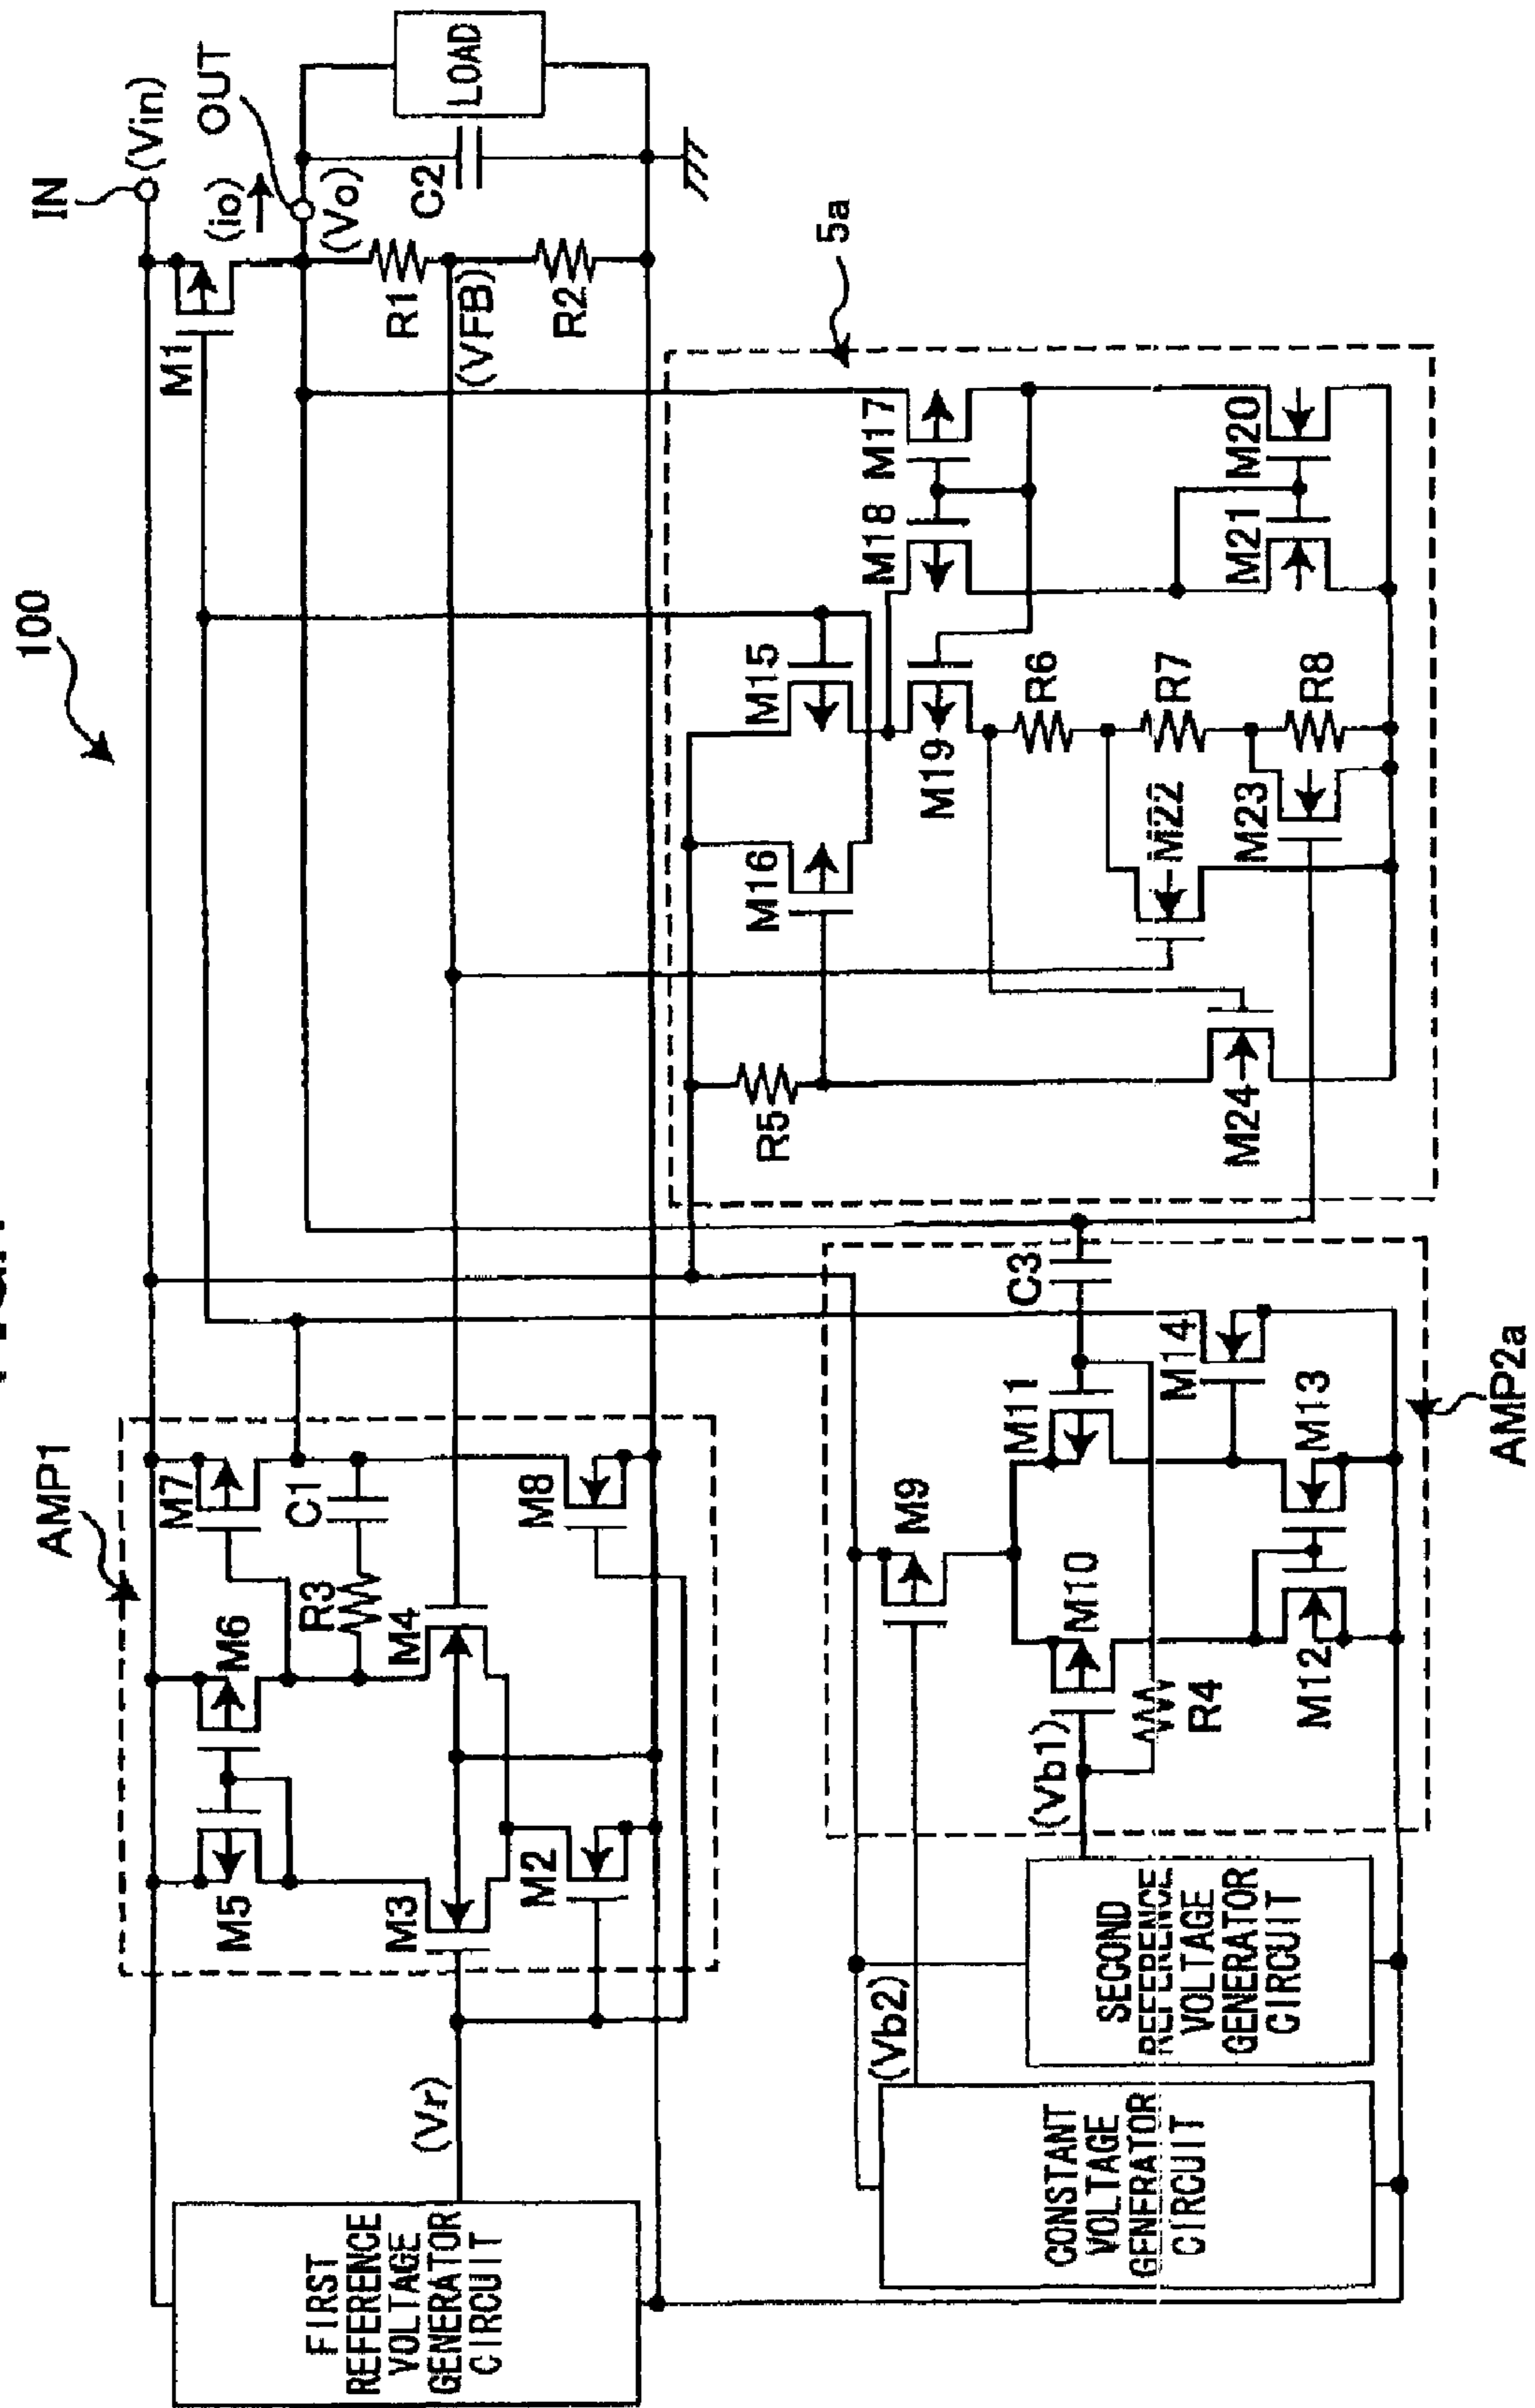 100
IN
(Vin)
OUT
(io)
(Vo)
M1
R1
(VFB)
R2
C2
LOAD
AMP1
M7
C1
R3
M6
M5
M4
M3
M8
M2
(Vr)
FIRST
REFERENCE
VOLTAGE
GENERATOR
CIRCUIT
5a
M15
M16
M17
M18
M19
M20
M21
M22
M23
M24
R5
R6
R7
R8
AMP2a
C3
M9
M10
M11
M12
M13
M14
R4
(Vb1)
(Vb2)
SECOND
REFERENCE
VOLTAGE
GENERATOR
CIRCUIT
CONSTANT
VOLTAGE
GENERATOR
CIRCUIT